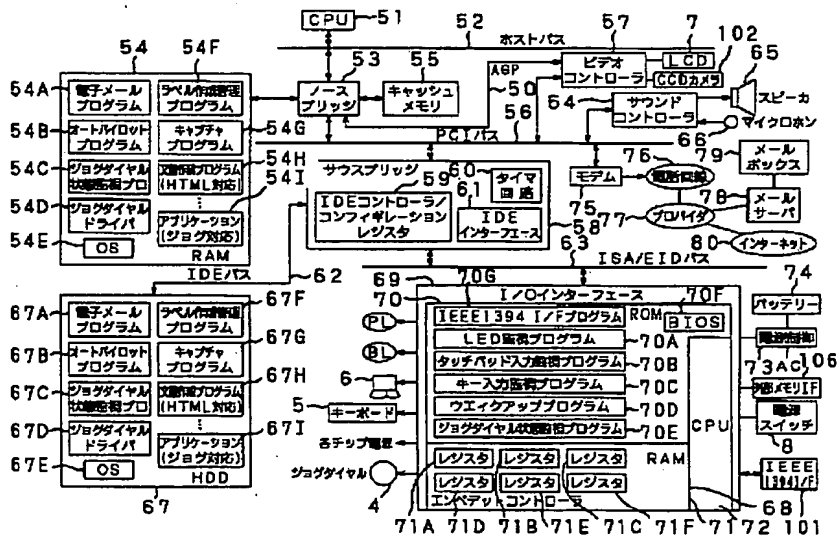 CPU
51
52
57
7
102
ホストバス
54
54F
53
55
AGP
ビデオ
コントローラ
LCD
CCDカメラ
65
54A
電子メール
プログラム
ラベル作成管理
プログラム
ノース
ブリッジ
キャッシュ
メモリ
50
64
サウンド
コントローラ
スピーカ
54B
オートパイロット
プログラム
キャプチャ
プログラム
54G
56
PCIバス
66
マイクロホン
54C
ジョグダイヤル
状態監視プロ
文書作成プログラム
(HTML対応)
54H
サウスブリッジ
60
タイマ
回路
モデム
75
76
電話回線
79
メール
ボックス
54D
ジョグダイヤル
ドライバ
54I
アプリケーション
(ジョグ対応)
59
IDEコントローラ/
コンフィギレーション
レジスタ
61
IDE
インターフェース
58
77
プロバイダ
78
メール
サーバ
54E
OS
RAM
80
インターネット
IDEバス
62
63
ISA/EIDバス
67A
電子メール
プログラム
ラベル作成管理
プログラム
67F
69
70
70G
I/Oインターフェース
70F
74
バッテリー
PL
IEEE1394 I/Fプログラム
ROM
BIOS
67B
オートパイロット
プログラム
キャプチャ
プログラム
67G
BL
LED監視プログラム
70A
電源制御
73
AC
106
67C
ジョグダイヤル
状態監視プロ
文書作成プログラム
(HTML対応)
67H
6
タッチパッド入力監視プログラム
70B
外部メモリIF
5
キーボード
キー入力監視プログラム
70C
CPU
電源
スイッチ
8
67D
ジョグダイヤル
ドライバ
67I
アプリケーション
(ジョグ対応)
ウエイクアッププログラム
70D
各チップ電源
ジョグダイヤル状態監視プログラム
70E
67E
OS
HDD
67
ジョグダイヤル
4
レジスタ
レジスタ
レジスタ
RAM
IEEE
1394I/F
101
レジスタ
レジスタ
レジスタ
エンベデットコントローラ
68
71A
71D
71B
71E
71C
71F
71
72